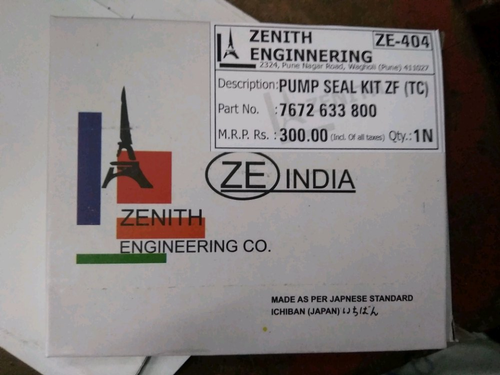 ZENITH
ENGINNERING
ZE-404
2324, Pune Nagar Road, Wagholi (Pune) 411027
Description: PUMP SEAL KIT ZF (TC)
Part No. : 7672 633 800
M.R.P. Rs. : 300.00 (Incl. Of all taxes) Qty.: 1N
ZE INDIA
ZENITH
ENGINEERING CO.
MADE AS PER JAPNESE STANDARD
ICHIBAN (JAPAN) いちばん